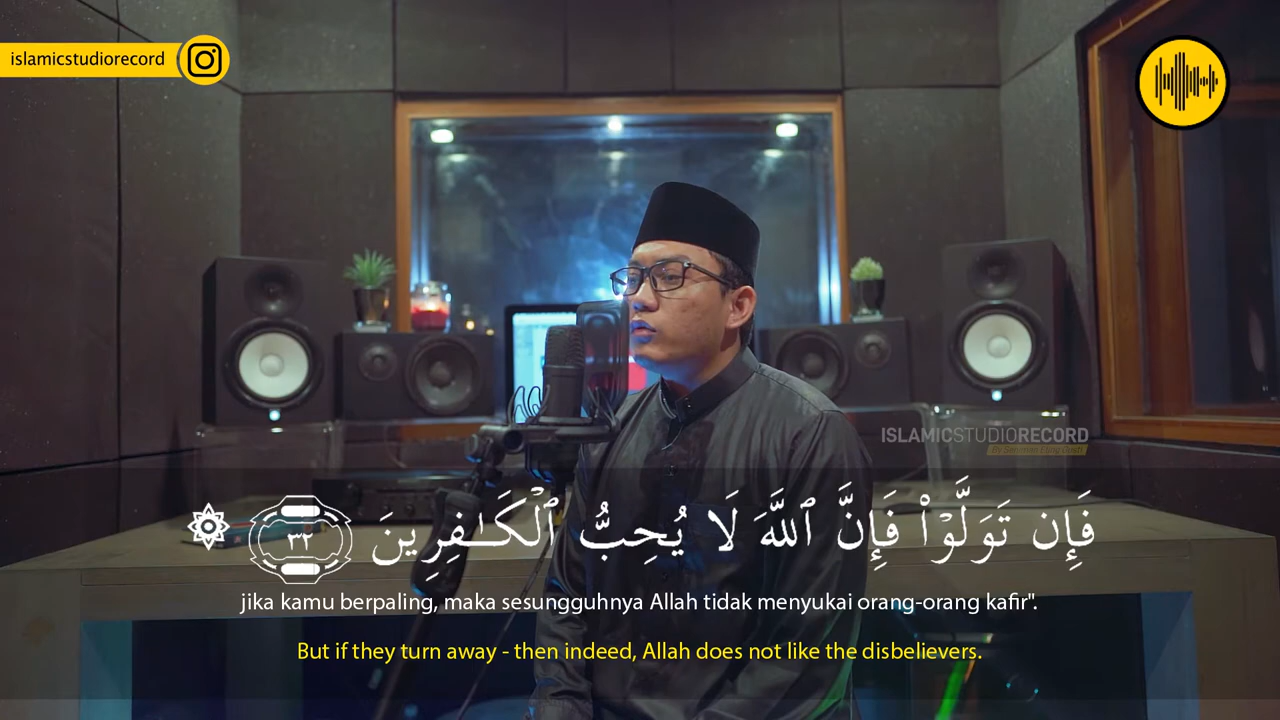 islamicstudiorecord
ISLAMICSTUDIORECORD
فَإِن تَوَلَّوْا۟ فَإِنَّ ٱللَّهَ لَا يُحِبُّ ٱلْكَـٰفِرِينَ ٣٢
jika kamu berpaling, maka sesungguhnya Allah tidak menyukai orang-orang kafir".
But if they turn away - then indeed, Allah does not like the disbelievers.